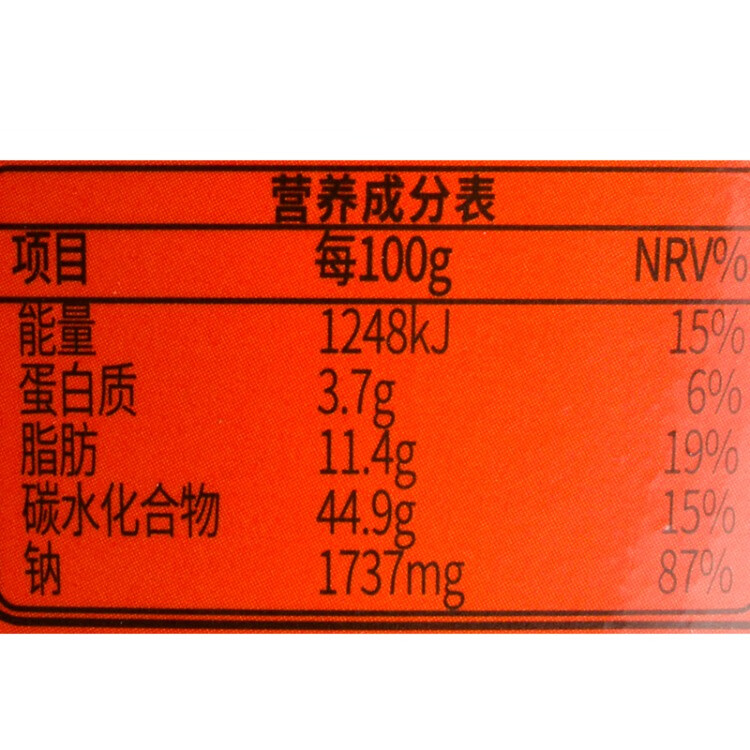 营养成分表
项目 每100g NRV%
能量 1248kJ 15%
蛋白质 3.7g 6%
脂肪 11.4g 19%
碳水化合物 44.9g 15%
钠 1737mg 87%